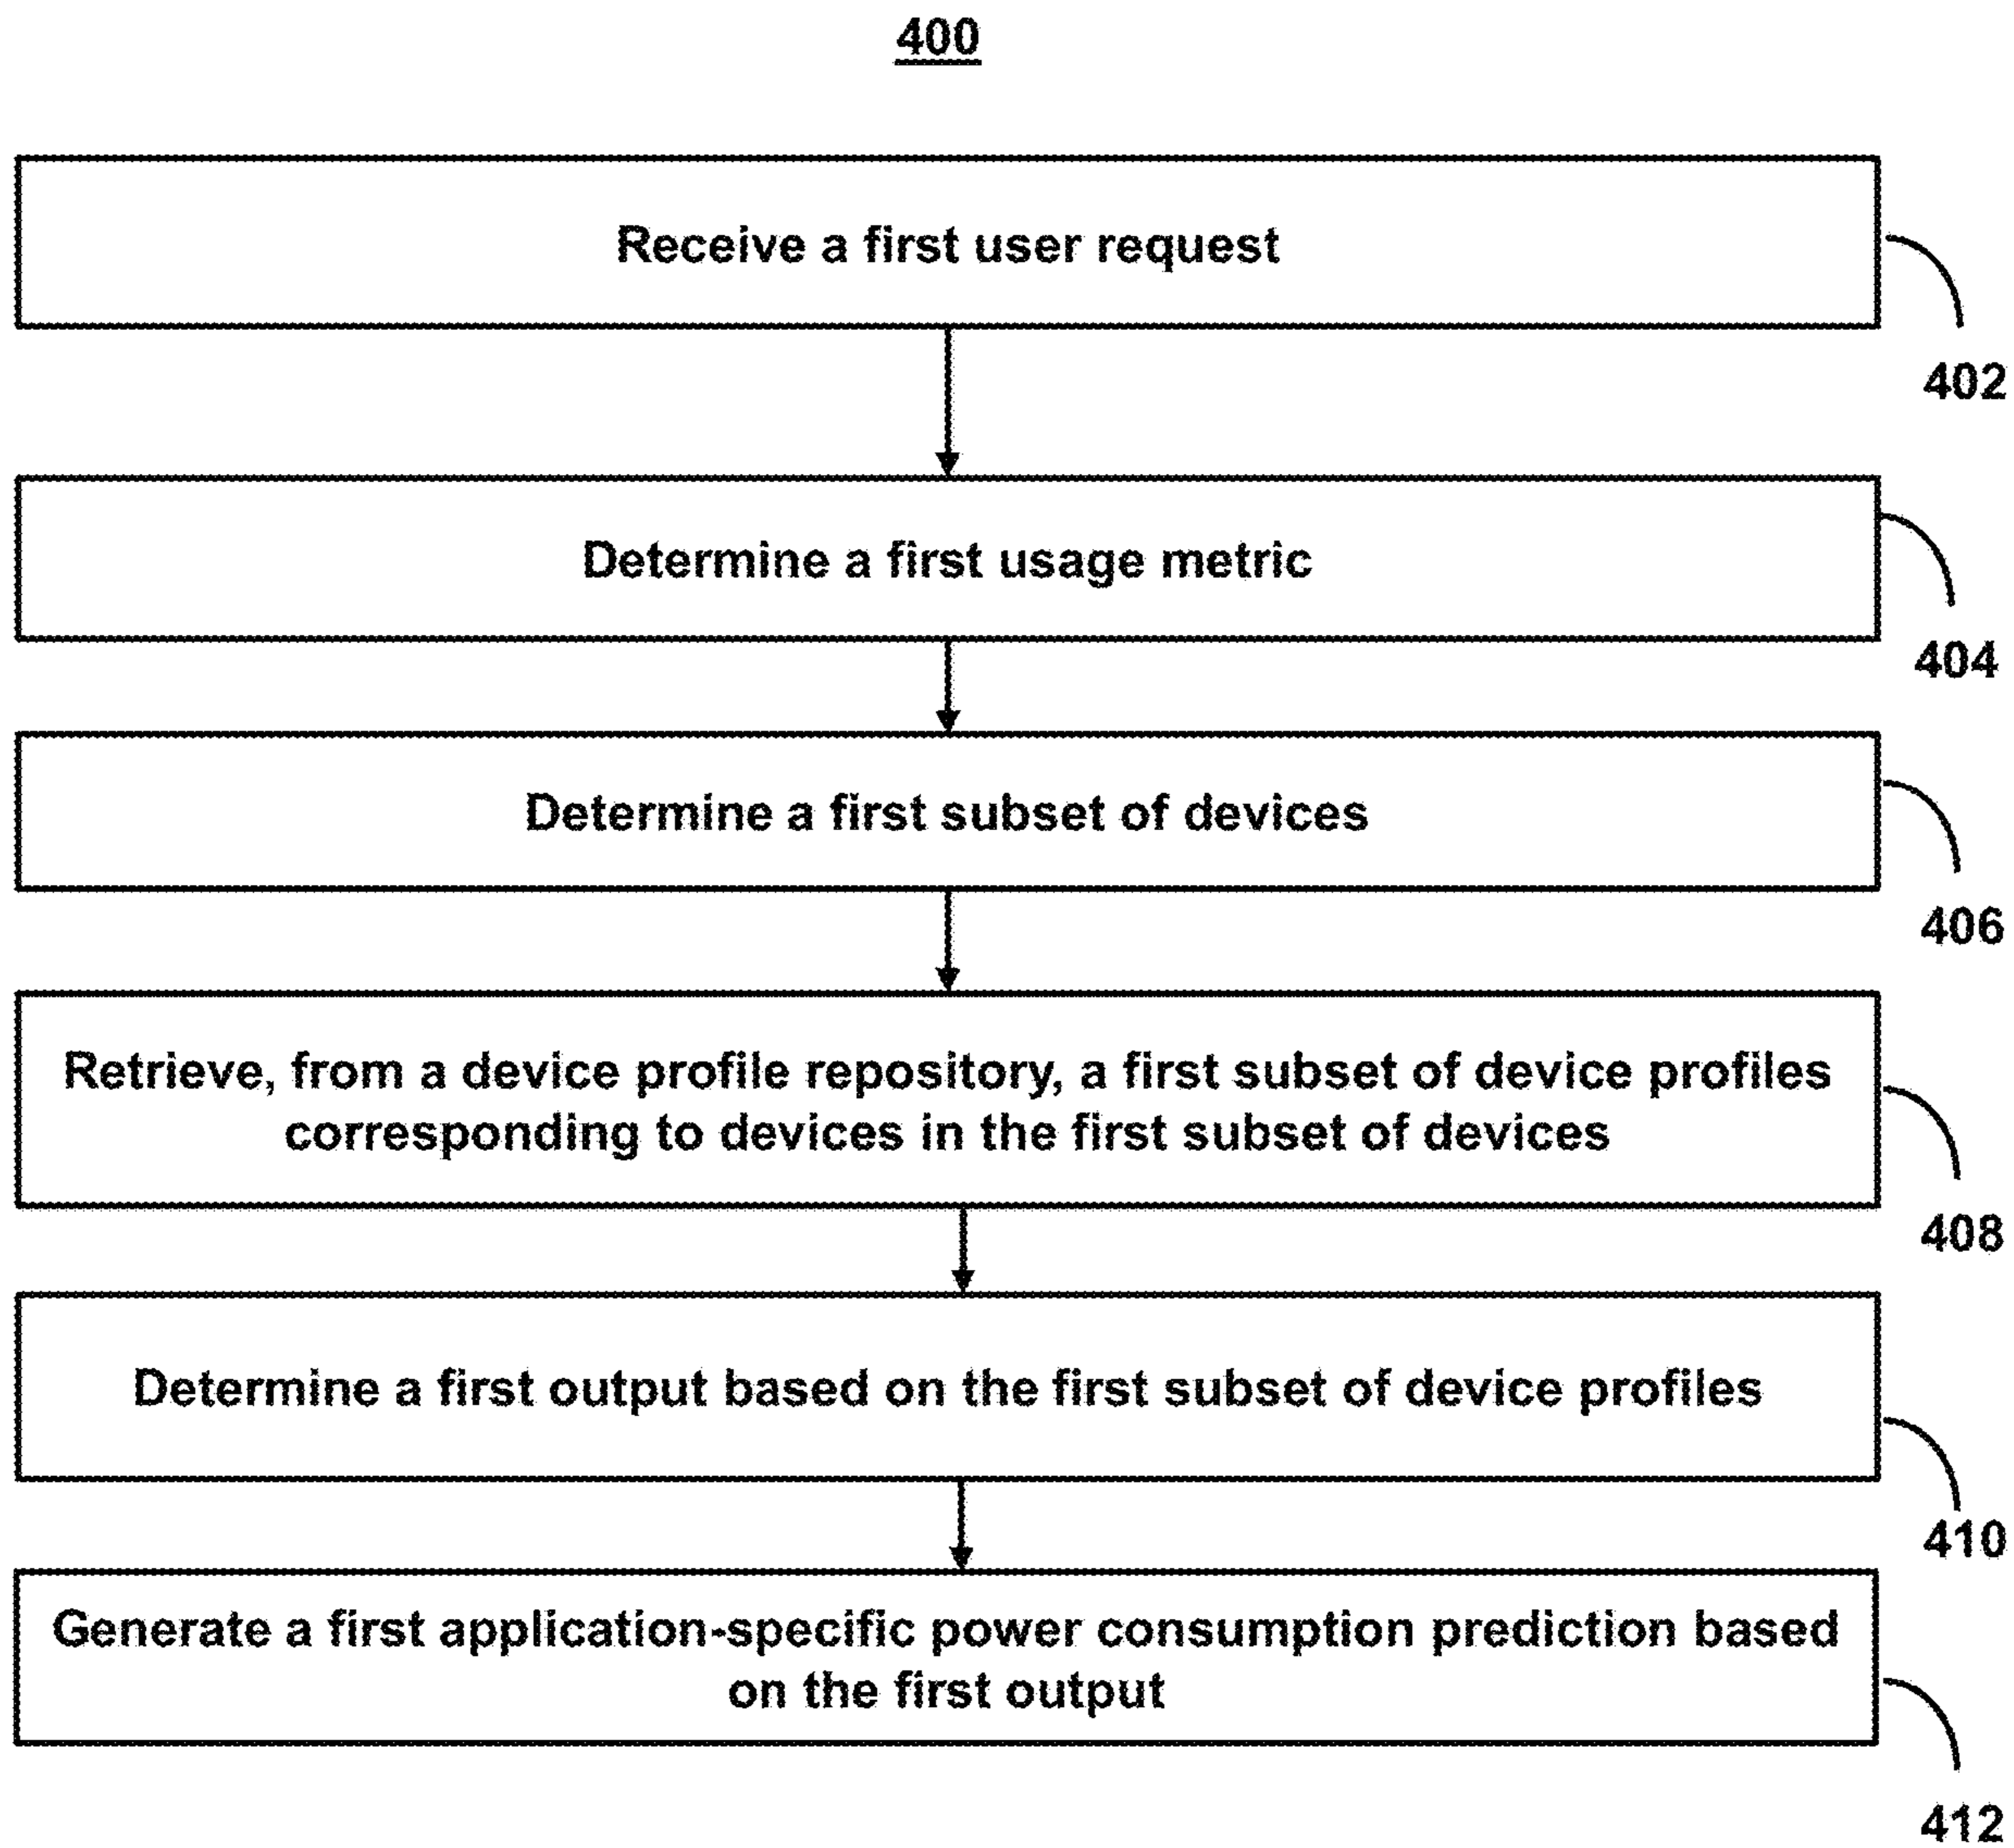 400
Receive a first user request
402
Determine a first usage metric
404
Determine a first subset of devices
406
Retrieve, from a device profile repository, a first subset of device profiles
corresponding to devices in the first subset of devices
408
Determine a first output based on the first subset of device profiles
410
Generate a first application-specific power consumption prediction based
on the first output
412